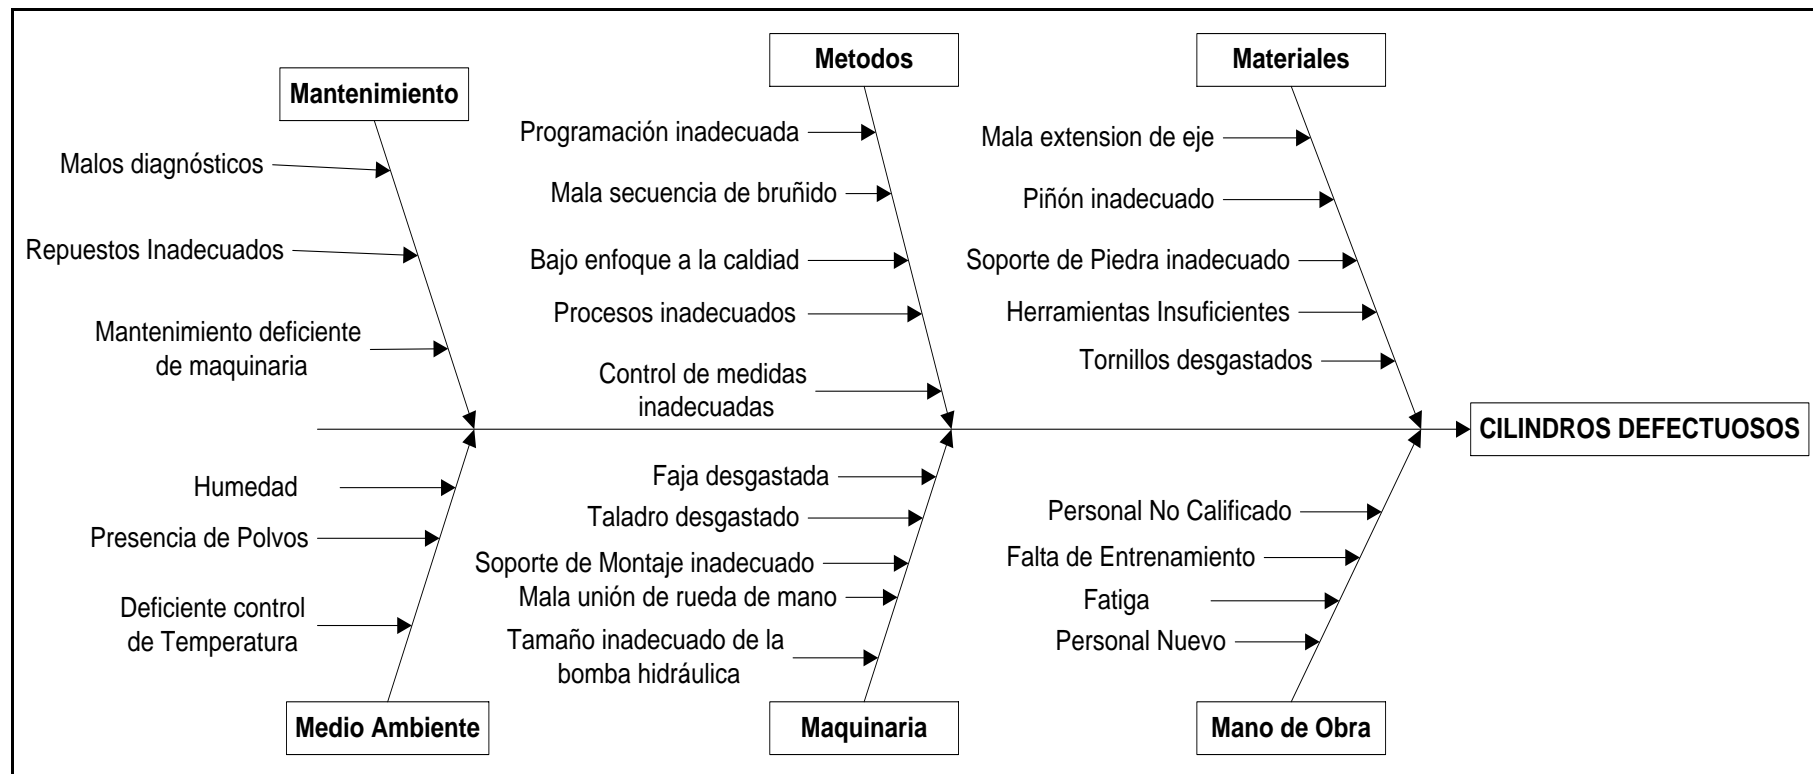 Mantenimiento
Malos diagnósticos
Repuestos Inadecuados
Mantenimiento deficiente
de maquinaria
Metodos
Programación inadecuada
Mala secuencia de bruñido
Bajo enfoque a la caldiad
Procesos inadecuados
Control de medidas
inadecuadas
Materiales
Mala extension de eje
Piñón inadecuado
Soporte de Piedra inadecuado
Herramientas Insuficientes
Tornillos desgastados
CILINDROS DEFECTUOSOS
Humedad
Presencia de Polvos
Deficiente control
de Temperatura
Medio Ambiente
Faja desgastada
Taladro desgastado
Soporte de Montaje inadecuado
Mala unión de rueda de mano
Tamaño inadecuado de la
bomba hidráulica
Maquinaria
Personal No Calificado
Falta de Entrenamiento
Fatiga
Personal Nuevo
Mano de Obra